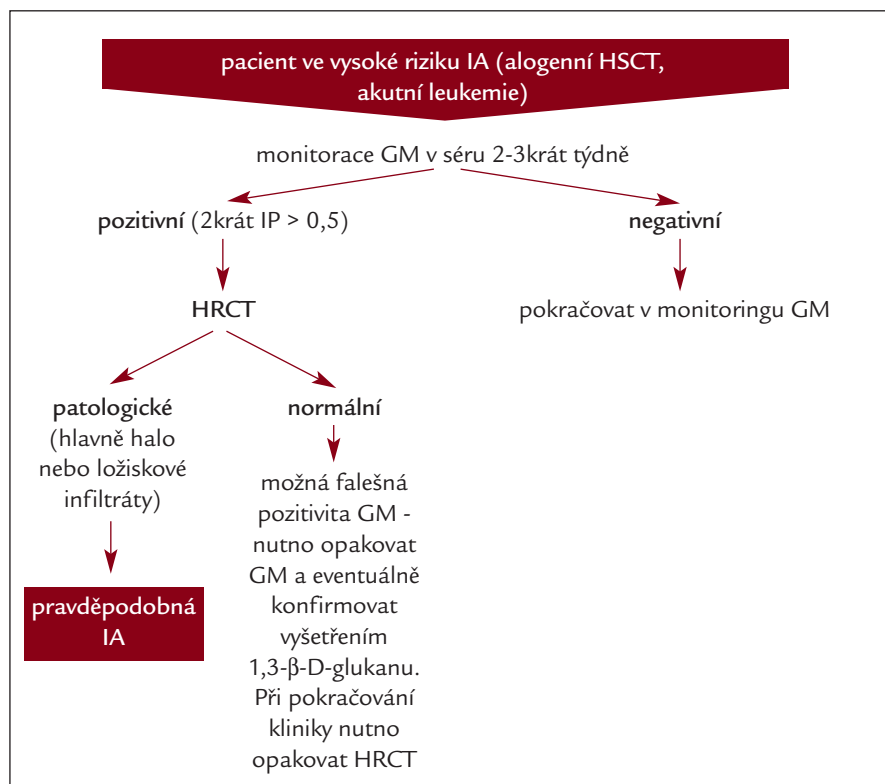 pacient ve vysoké riziku IA (alogenní HSCT,
akutní leukemie)
monitorace GM v séru 2-3krát týdně
pozitivní (2krát IP > 0,5)
negativní
HRCT
pokračovat v monitoringu GM
patologické
(hlavně halo
nebo ložiskové
infiltráty)
normální
možná falešná
pozitivita GM -
nutno opakovat
GM a eventuálně
konfirmovat
vyšetřením
1,3-β-D-glukanu.
Při pokračování
kliniky nutno
opakovat HRCT
pravděpodobná
IA